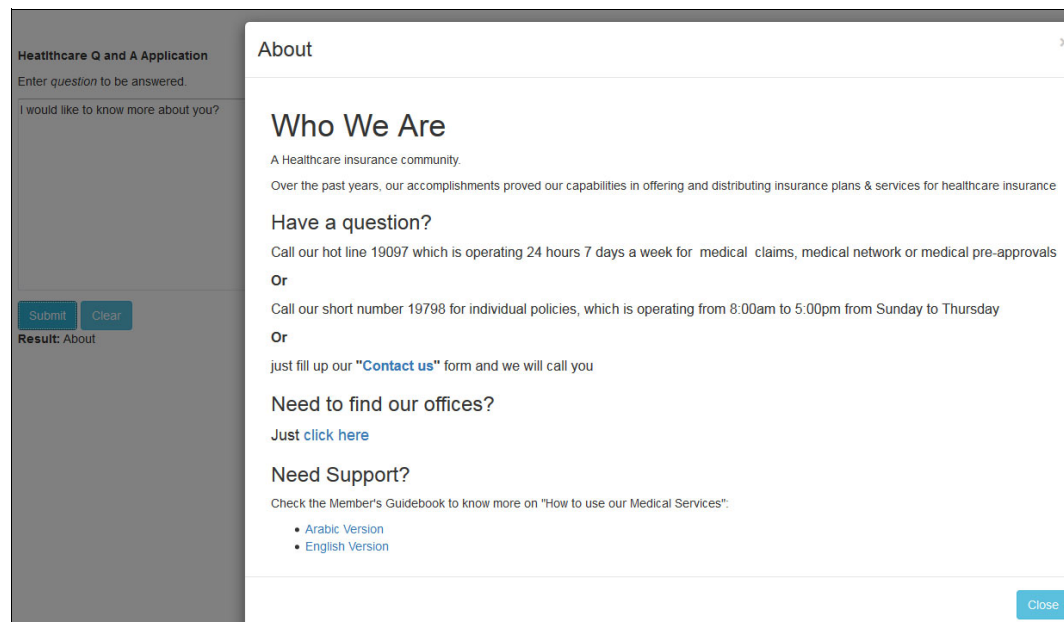 Heatlthcare Q and A Application
Enter question to be answered.
I would like to know more about you?
Submit
Clear
Result: About
About
×
Who We Are
A Healthcare insurance community.
Over the past years, our accomplishments proved our capabilities in offering and distributing insurance plans & services for healthcare insurance
Have a question?
Call our hot line 19097 which is operating 24 hours 7 days a week for medical claims, medical network or medical pre-approvals
Or
Call our short number 19798 for individual policies, which is operating from 8:00am to 5:00pm from Sunday to Thursday
Or
just fill up our "Contact us" form and we will call you
Need to find our offices?
Just click here
Need Support?
Check the Member's Guidebook to know more on "How to use our Medical Services":
• Arabic Version
• English Version
Close